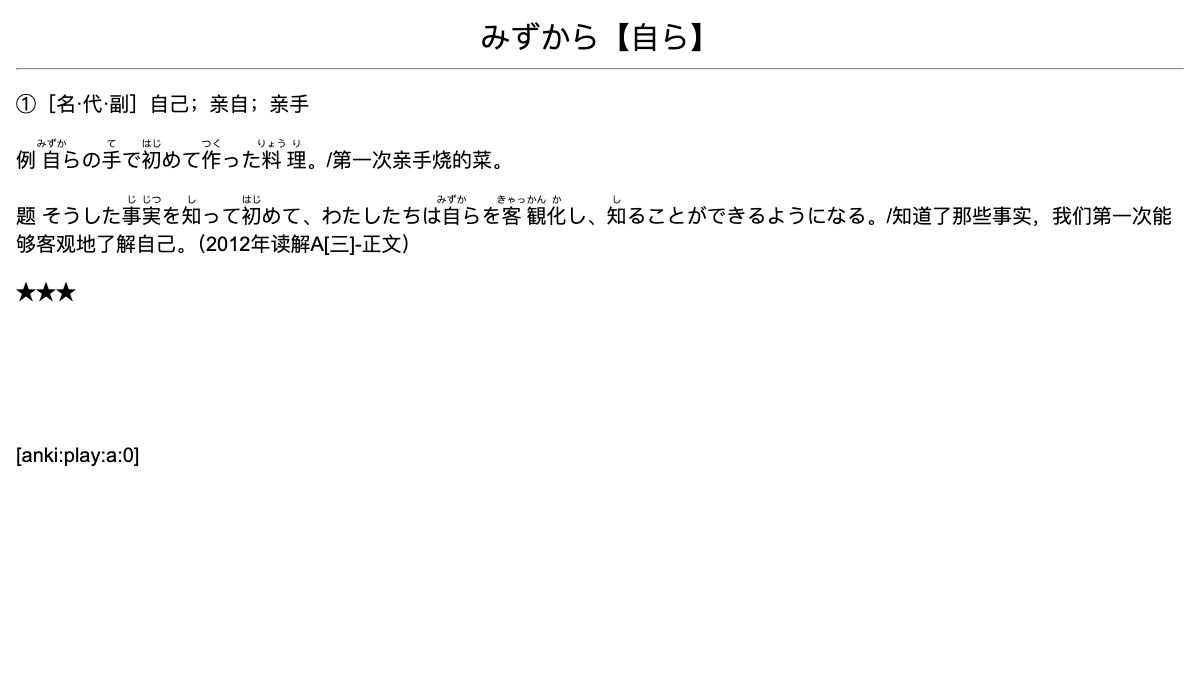 みずから【自ら】
①［名·代·副］自己；亲自；亲手
みずか て はじ つく りょう り
例 自らの手で初めて作った料理。/第一次亲手烧的菜。
じ じつ し はじ みずか きゃっかん か し
题 そうした事実を知って初めて、わたしたちは自らを客観化し、知ることができるようになる。/知道了那些事实，我们第一次能
够客观地了解自己。（2012年读解A[三]-正文）
★★★
[anki:play:a:0]